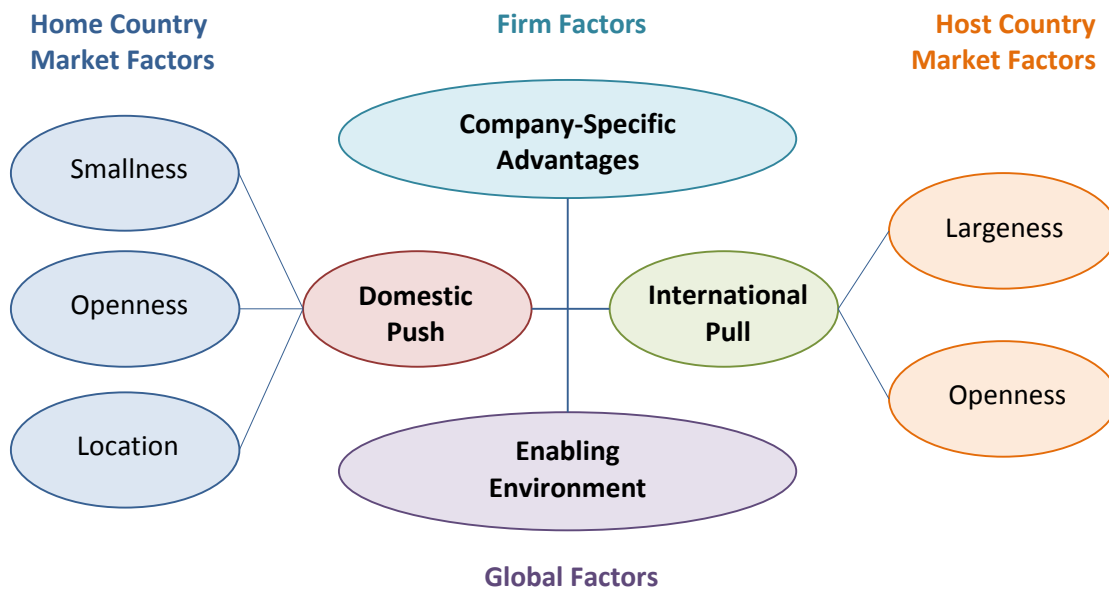 Home Country
Market Factors
Firm Factors
Host Country
Market Factors
Company-Specific
Advantages
Smallness
Largeness
Openness
Domestic
Push
International
Pull
Openness
Location
Enabling
Environment
Global Factors